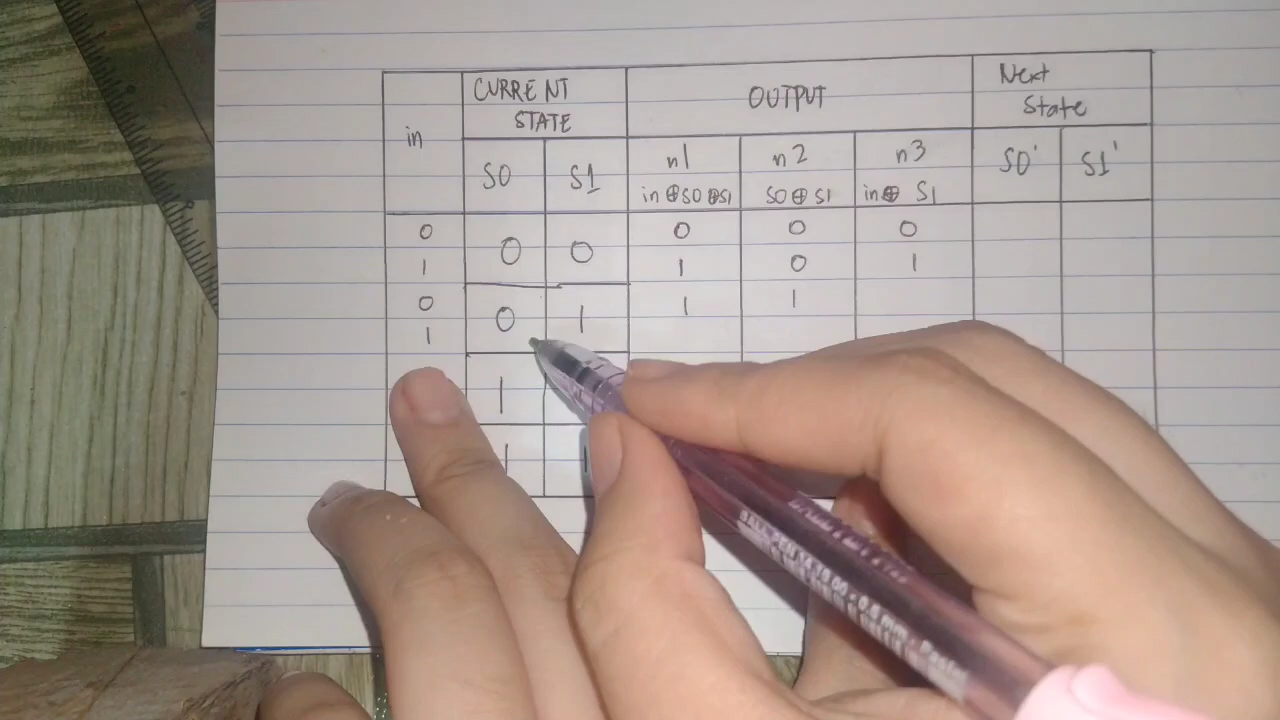 in
CURRENT
STATE
OUTPUT
Next
State
S0
S1
n1
in⊕S0⊕S1
n2
S0⊕S1
n3
in⊕ S1
S0'
S1'
0 0 0 0 0 0
1 1 0 1
0 0 1 1 1
1
1
1 1